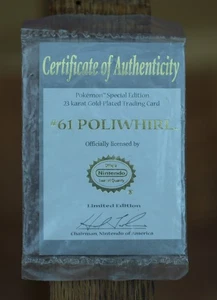 Certificate of Authenticity
Pokémon™ Special Edition
23 karat Gold-Plated Trading Card
#61 POLIWHIRL
Officially licensed by
Nintendo
Limited Edition
Chairman Nintendo of America